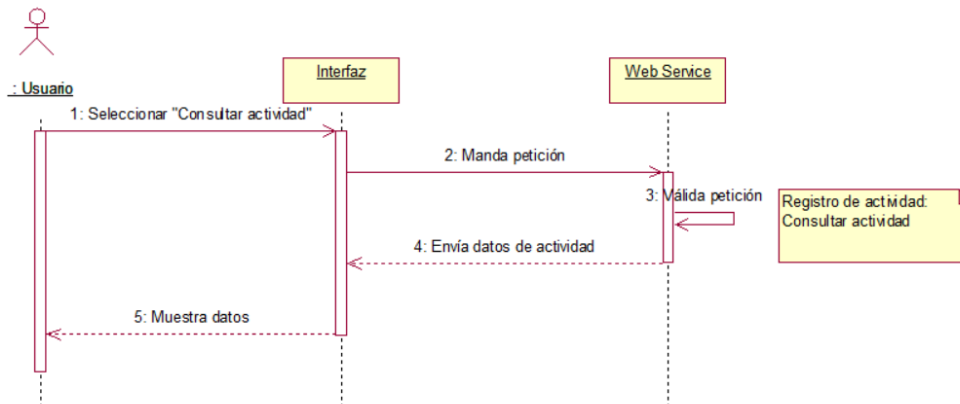 Interfaz
Web Service
: Usuario
1: Seleccionar "Consultar actividad"
2: Manda petición
3: Válida petición
Registro de actividad:
Consultar actividad
4: Envía datos de actividad
5: Muestra datos